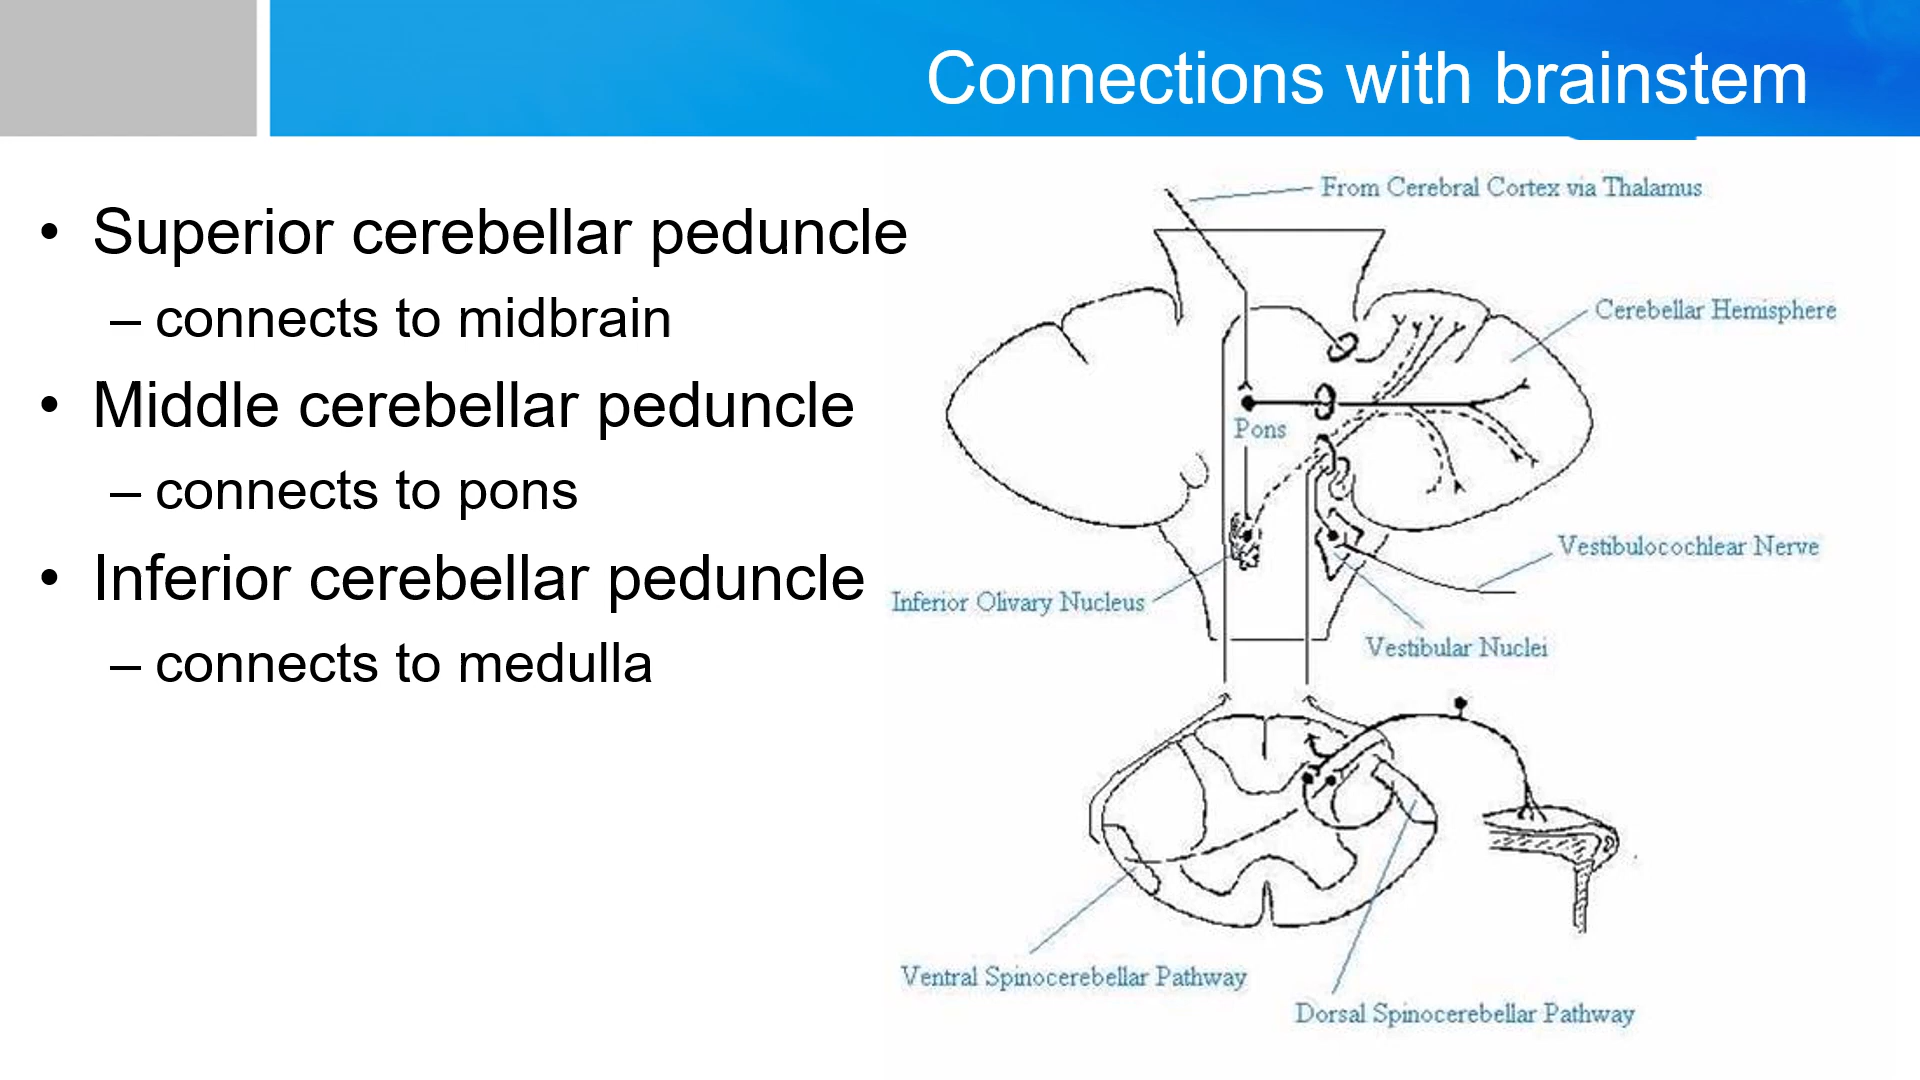 Connections with brainstem
• Superior cerebellar peduncle
– connects to midbrain
• Middle cerebellar peduncle
– connects to pons
• Inferior cerebellar peduncle
– connects to medulla
From Cerebral Cortex via Thalamus
Cerebellar Hemisphere
Pons
Vestibulocochlear Nerve
Inferior Olivary Nucleus
Vestibular Nuclei
Ventral Spinocerebellar Pathway
Dorsal Spinocerebellar Pathway